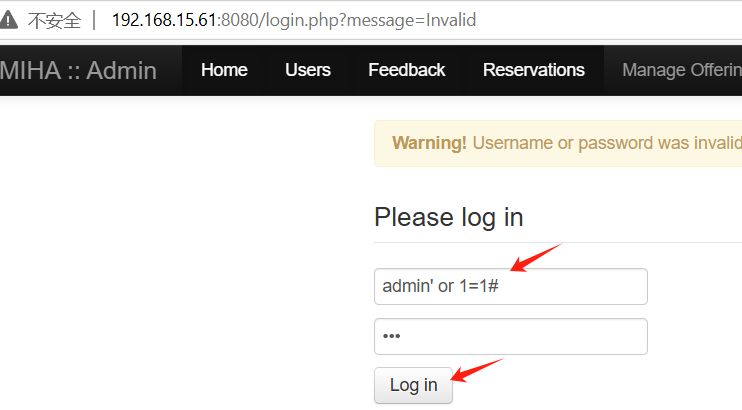 不安全 | 192.168.15.61:8080/login.php?message=Invalid
MIHA :: Admin Home Users Feedback Reservations Manage Offerin
Warning! Username or password was invalid
Please log in
admin' or 1=1#
•••
Log in